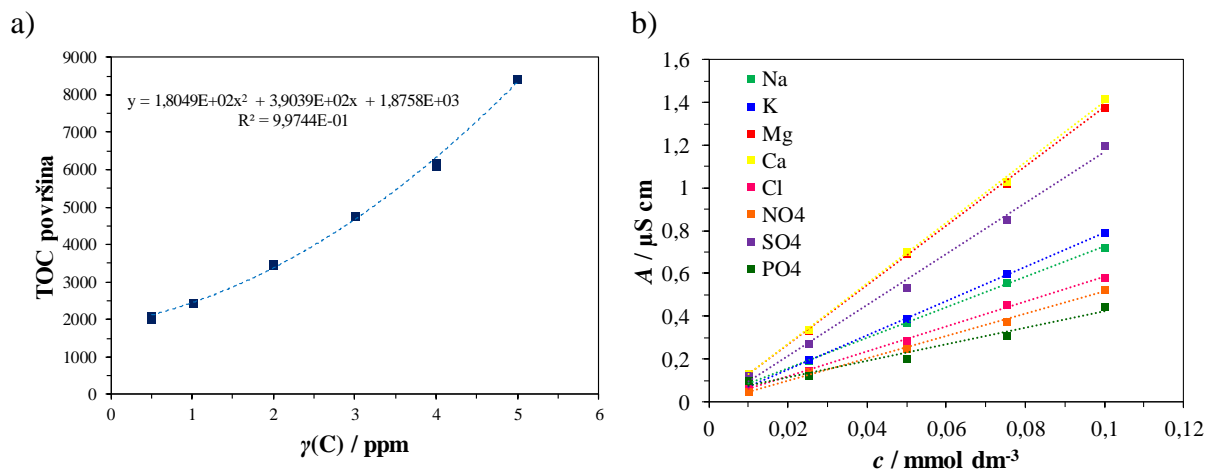 a)
9000
8000
7000
6000
5000
4000
3000
2000
1000
0
TOC površina
y = 1,8049E+02x² + 3,9039E+02x + 1,8758E+03
R² = 9,9744E-01
0 1 2 3 4 5 6
γ(C) / ppm
b)
1,6
1,4
1,2
1
0,8
0,6
0,4
0,2
0
A / µS cm
Na
K
Mg
Ca
Cl
NO4
SO4
PO4
0 0,02 0,04 0,06 0,08 0,1 0,12
c / mmol dm⁻³